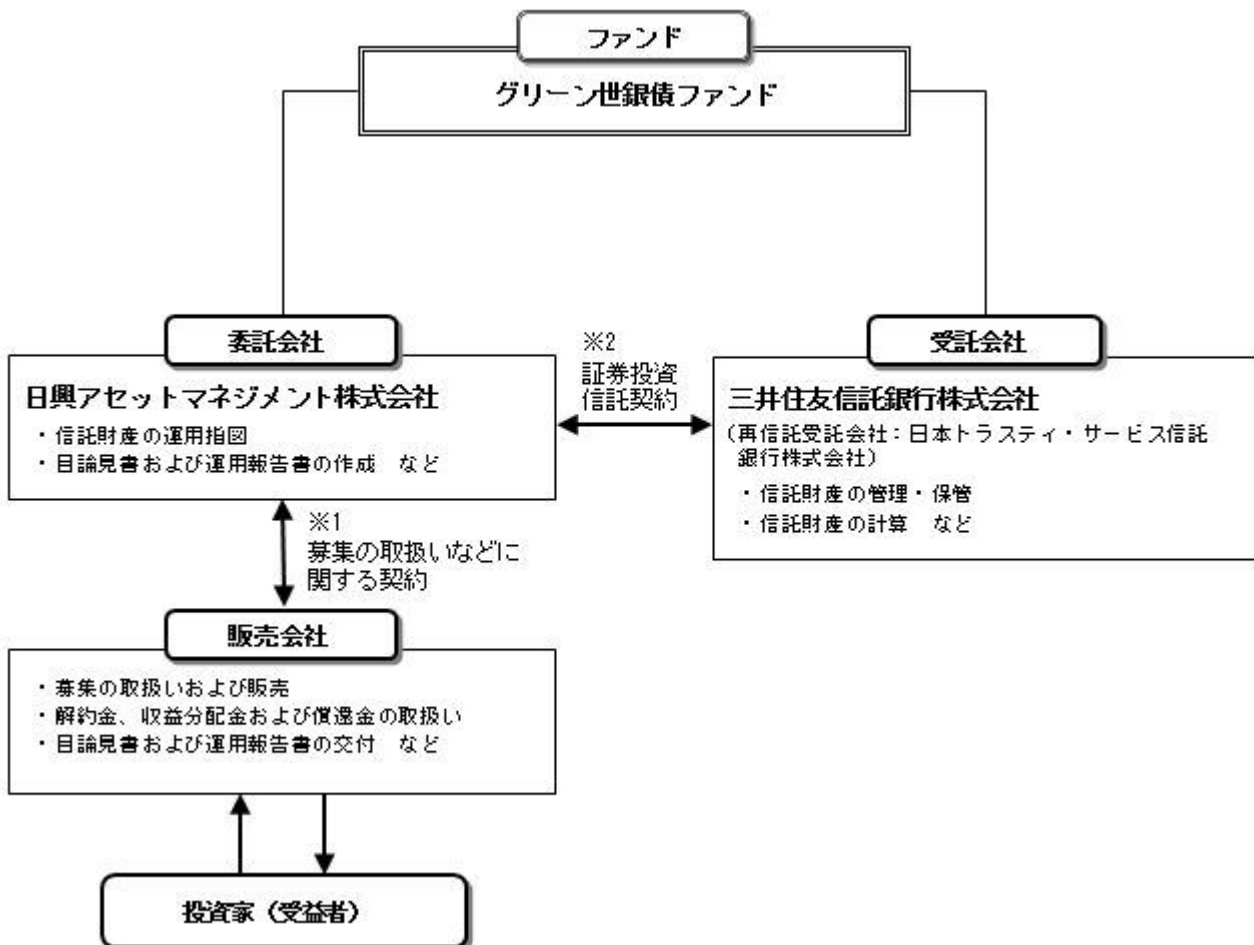 ファンド
グリーン世銀債ファンド
委託会社
日興アセットマネジメント株式会社
・信託財産の運用指図
・目論見書および運用報告書の作成　など
※2
証券投資
信託契約
受託会社
三井住友信託銀行株式会社
（再信託受託会社：日本トラスティ・サービス信託
銀行株式会社）
・信託財産の管理・保管
・信託財産の計算　など
※1
募集の取扱いなどに
関する契約
販売会社
・募集の取扱いおよび販売
・解約金、収益分配金および償還金の取扱い
・目論見書および運用報告書の交付　など
投資家（受益者）